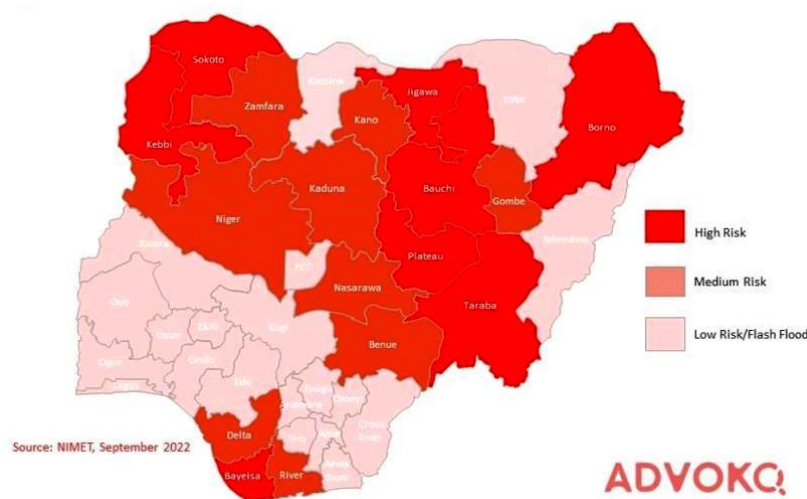 Sokoto
Katsina
Jigawa
Yobe
Zamfara
Kano
Borno
Kebbi
Kaduna
Bauchi
Gombe
Niger
Adamawa
High Risk
Kwara
FCT
Plateau
Nasarawa
Taraba
Medium Risk
Oyo
Kogi
Osun
Ekiti
Benue
Low Risk/Flash Flood
Ogun
Ondo
Edo
Enugu
Ebonyi
Anambra
Lagos
Cross
River
Delta
Imo
Abia
Source: NIMET, September 2022
Akwa
Ibom
Bayelsa
River
ADVOKC